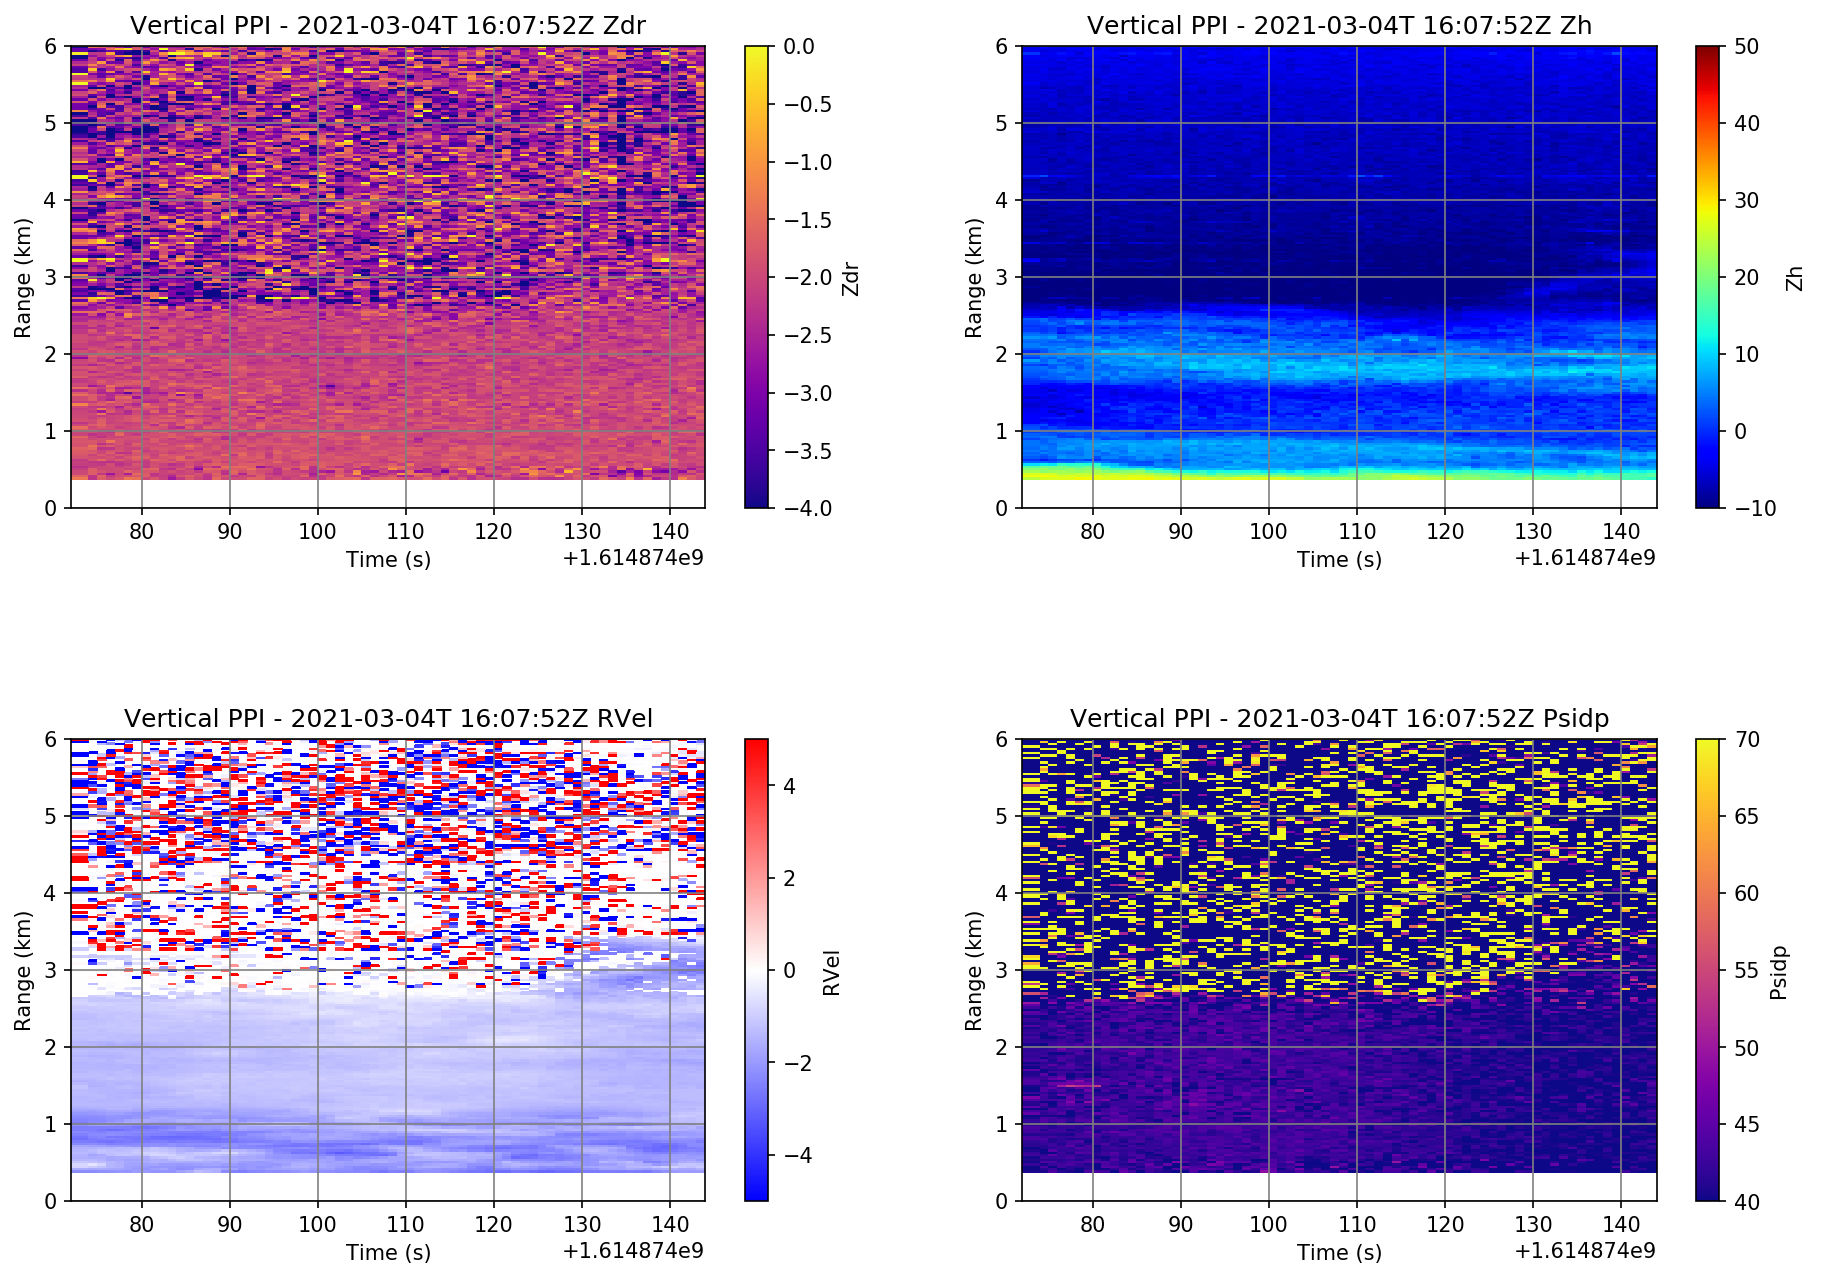 Vertical PPI - 2021-03-04T 16:07:52Z Zdr
6
5
4
3
2
1
0
Range (km)
80 90 100 110 120 130 140
Time (s)
+1.614874e9
0.0
−0.5
−1.0
−1.5
−2.0
−2.5
−3.0
−3.5
−4.0
Zdr
Vertical PPI - 2021-03-04T 16:07:52Z Zh
6
5
4
3
2
1
0
Range (km)
80 90 100 110 120 130 140
Time (s)
+1.614874e9
50
40
30
20
10
0
−10
Zh
Vertical PPI - 2021-03-04T 16:07:52Z RVel
6
5
4
3
2
1
0
Range (km)
80 90 100 110 120 130 140
Time (s)
+1.614874e9
4
2
0
−2
−4
RVel
Vertical PPI - 2021-03-04T 16:07:52Z Psidp
6
5
4
3
2
1
0
Range (km)
80 90 100 110 120 130 140
Time (s)
+1.614874e9
70
65
60
55
50
45
40
Psidp